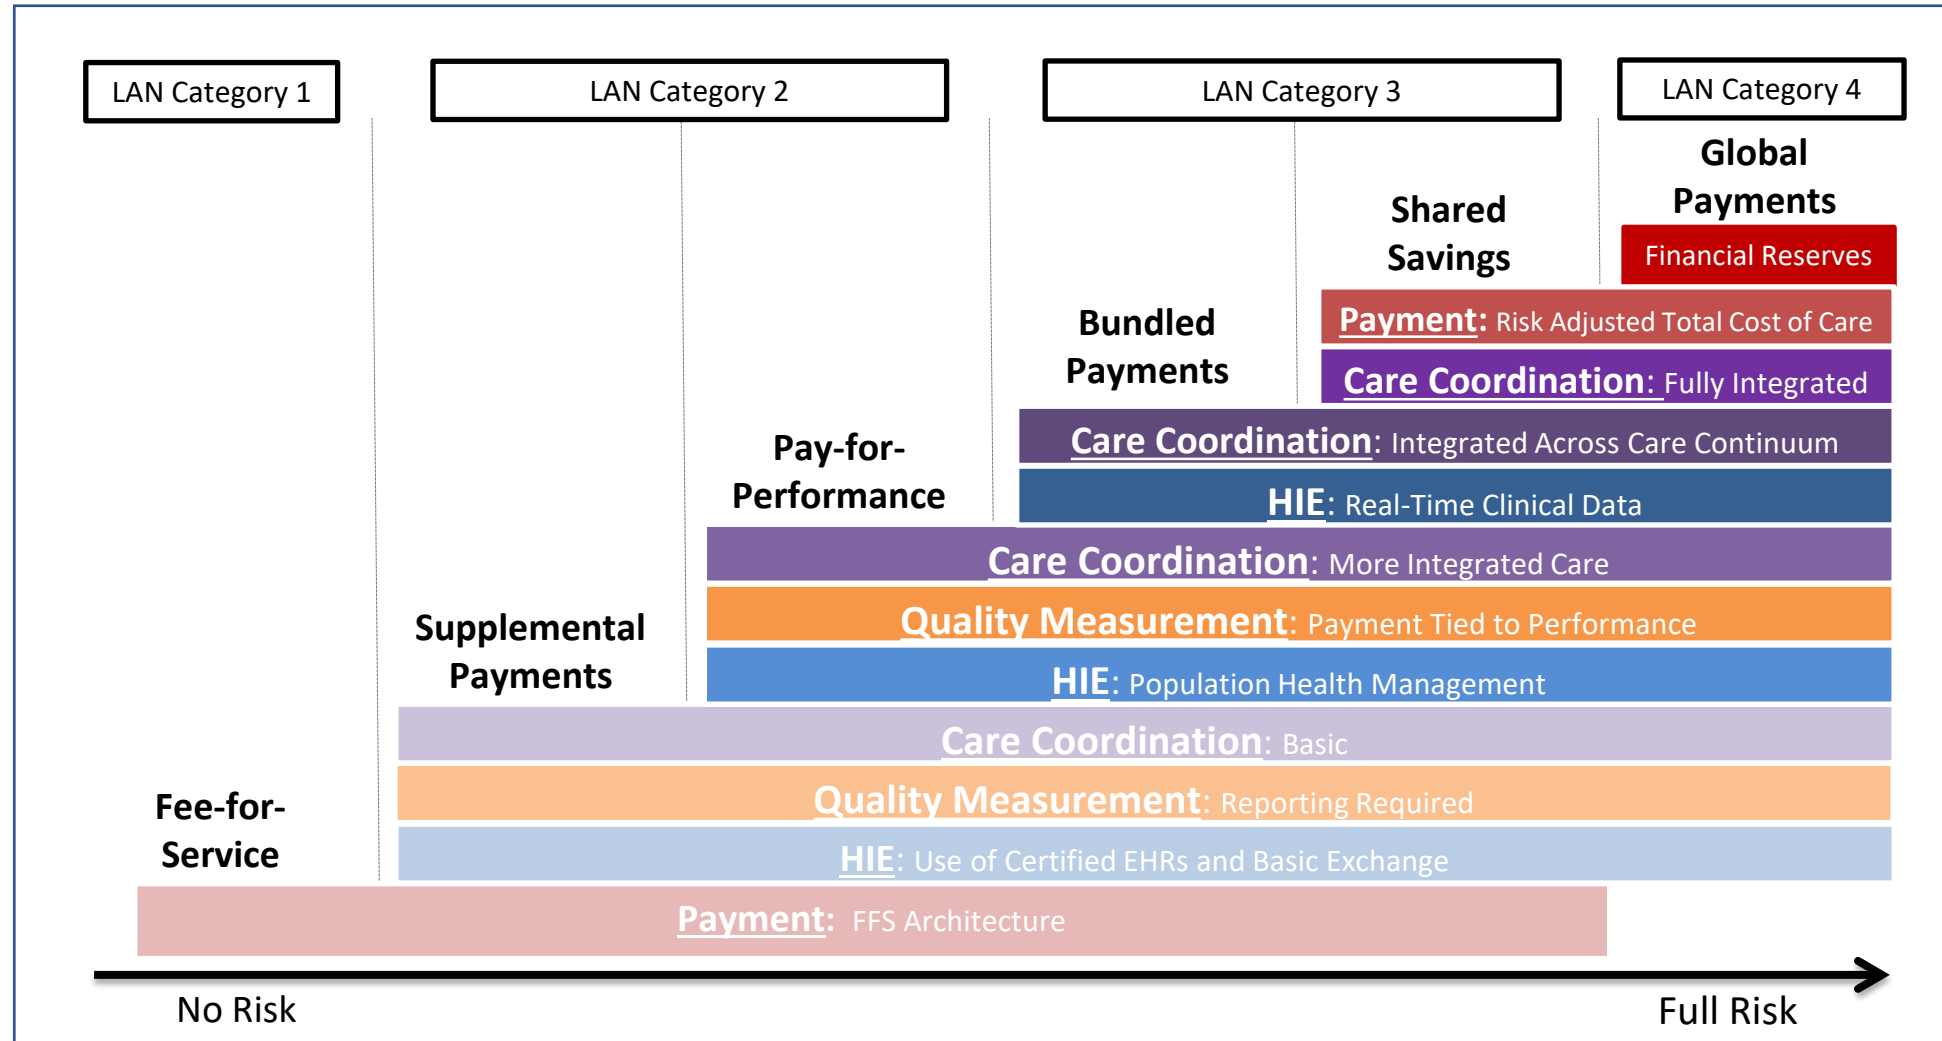 LAN Category 1
LAN Category 2
LAN Category 3
LAN Category 4
Global
Payments
Shared
Savings
Financial Reserves
Bundled
Payments
Payment: Risk Adjusted Total Cost of Care
Care Coordination: Fully Integrated
Pay-for-
Performance
Care Coordination: Integrated Across Care Continuum
HIE: Real-Time Clinical Data
Care Coordination: More Integrated Care
Supplemental
Payments
Quality Measurement: Payment Tied to Performance
HIE: Population Health Management
Care Coordination: Basic
Fee-for-
Service
Quality Measurement: Reporting Required
HIE: Use of Certified EHRs and Basic Exchange
Payment: FFS Architecture
No Risk
Full Risk